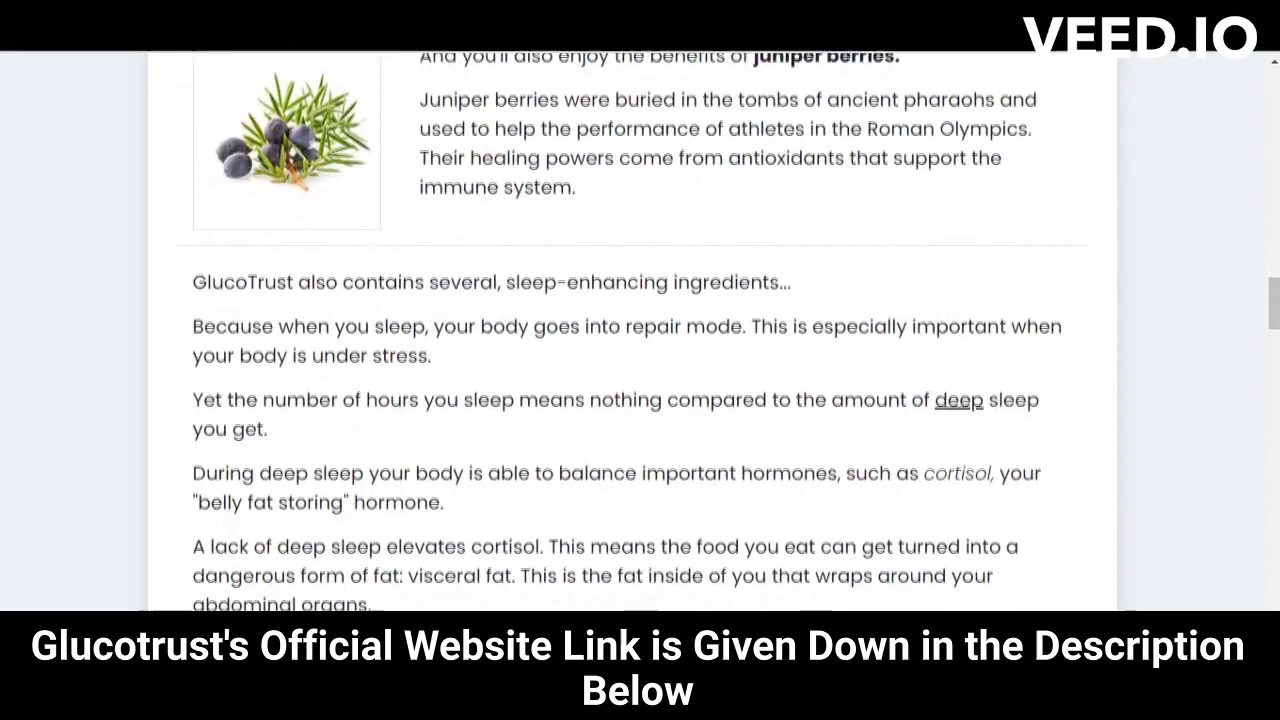 VEED.IO
And you'll also enjoy the benefits of juniper berries.
Juniper berries were buried in the tombs of ancient pharaohs and
used to help the performance of athletes in the Roman Olympics.
Their healing powers come from antioxidants that support the
immune system.
GlucoTrust also contains several, sleep-enhancing ingredients...
Because when you sleep, your body goes into repair mode. This is especially important when
your body is under stress.
Yet the number of hours you sleep means nothing compared to the amount of deep sleep
you get.
During deep sleep your body is able to balance important hormones, such as cortisol, your
"belly fat storing" hormone.
A lack of deep sleep elevates cortisol. This means the food you eat can get turned into a
dangerous form of fat: visceral fat. This is the fat inside of you that wraps around your
abdominal organs.
Glucotrust's Official Website Link is Given Down in the Description
Below